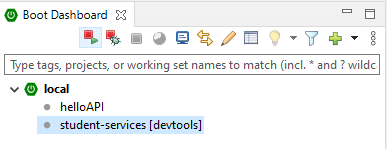 Boot Dashboard
Type tags, projects, or working set names to match (incl. * and ? wildc
local
helloAPI
student-services [devtools]